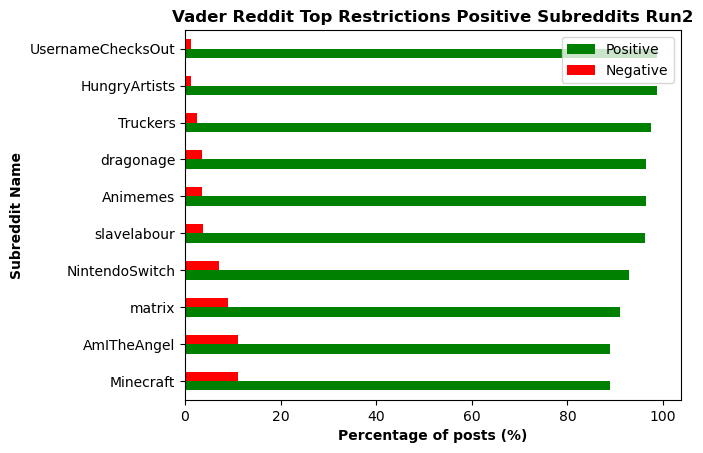 Vader Reddit Top Restrictions Positive Subreddits Run2
Positive
Negative
Subreddit Name
UsernameChecksOut
HungryArtists
Truckers
dragonage
Animemes
slavelabour
NintendoSwitch
matrix
AmITheAngel
Minecraft
0 20 40 60 80 100
Percentage of posts (%)